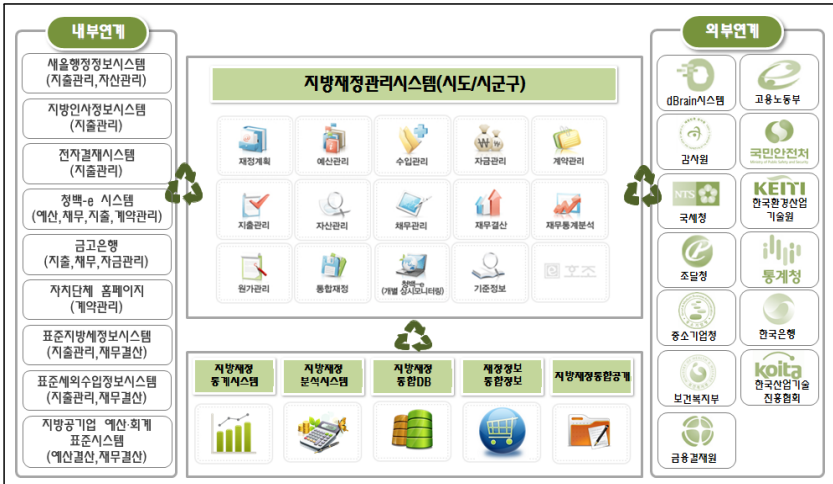 내부연계
새올행정정보시스템
(지출관리,자산관리)
지방인사정보시스템
(지출관리)
전자결재시스템
(지출관리)
청백-e 시스템
(예산,재무,지출,계약관리)
금고은행
(지출,재무,자금관리)
자치단체 홈페이지
(계약관리)
표준지방세정보시스템
(지출관리,재무결산)
표준세외수입정보시스템
(지출관리,재무결산)
지방공기업 예산·회계
표준시스템
(예산결산,재무결산)
지방재정관리시스템(시도/시군구)
재정계획
예산관리
수입관리
자금관리
계약관리
지출관리
자산관리
채무관리
재무결산
재무통계분석
원가관리
통합재정
청백-e
(개별 상시모니터링)
기준정보
e 호조
지방재정
통계시스템
지방재정
분석시스템
지방재정
통합DB
재정정보
통합정보
지방재정통합공개
외부연계
dBrain시스템
고용노동부
감사원
국민안전처
NTS
국세청
KEITI
한국환경산업
기술원
조달청
통계청
중소기업청
한국은행
보건복지부
koita
한국산업기술
진흥협회
금융결재원